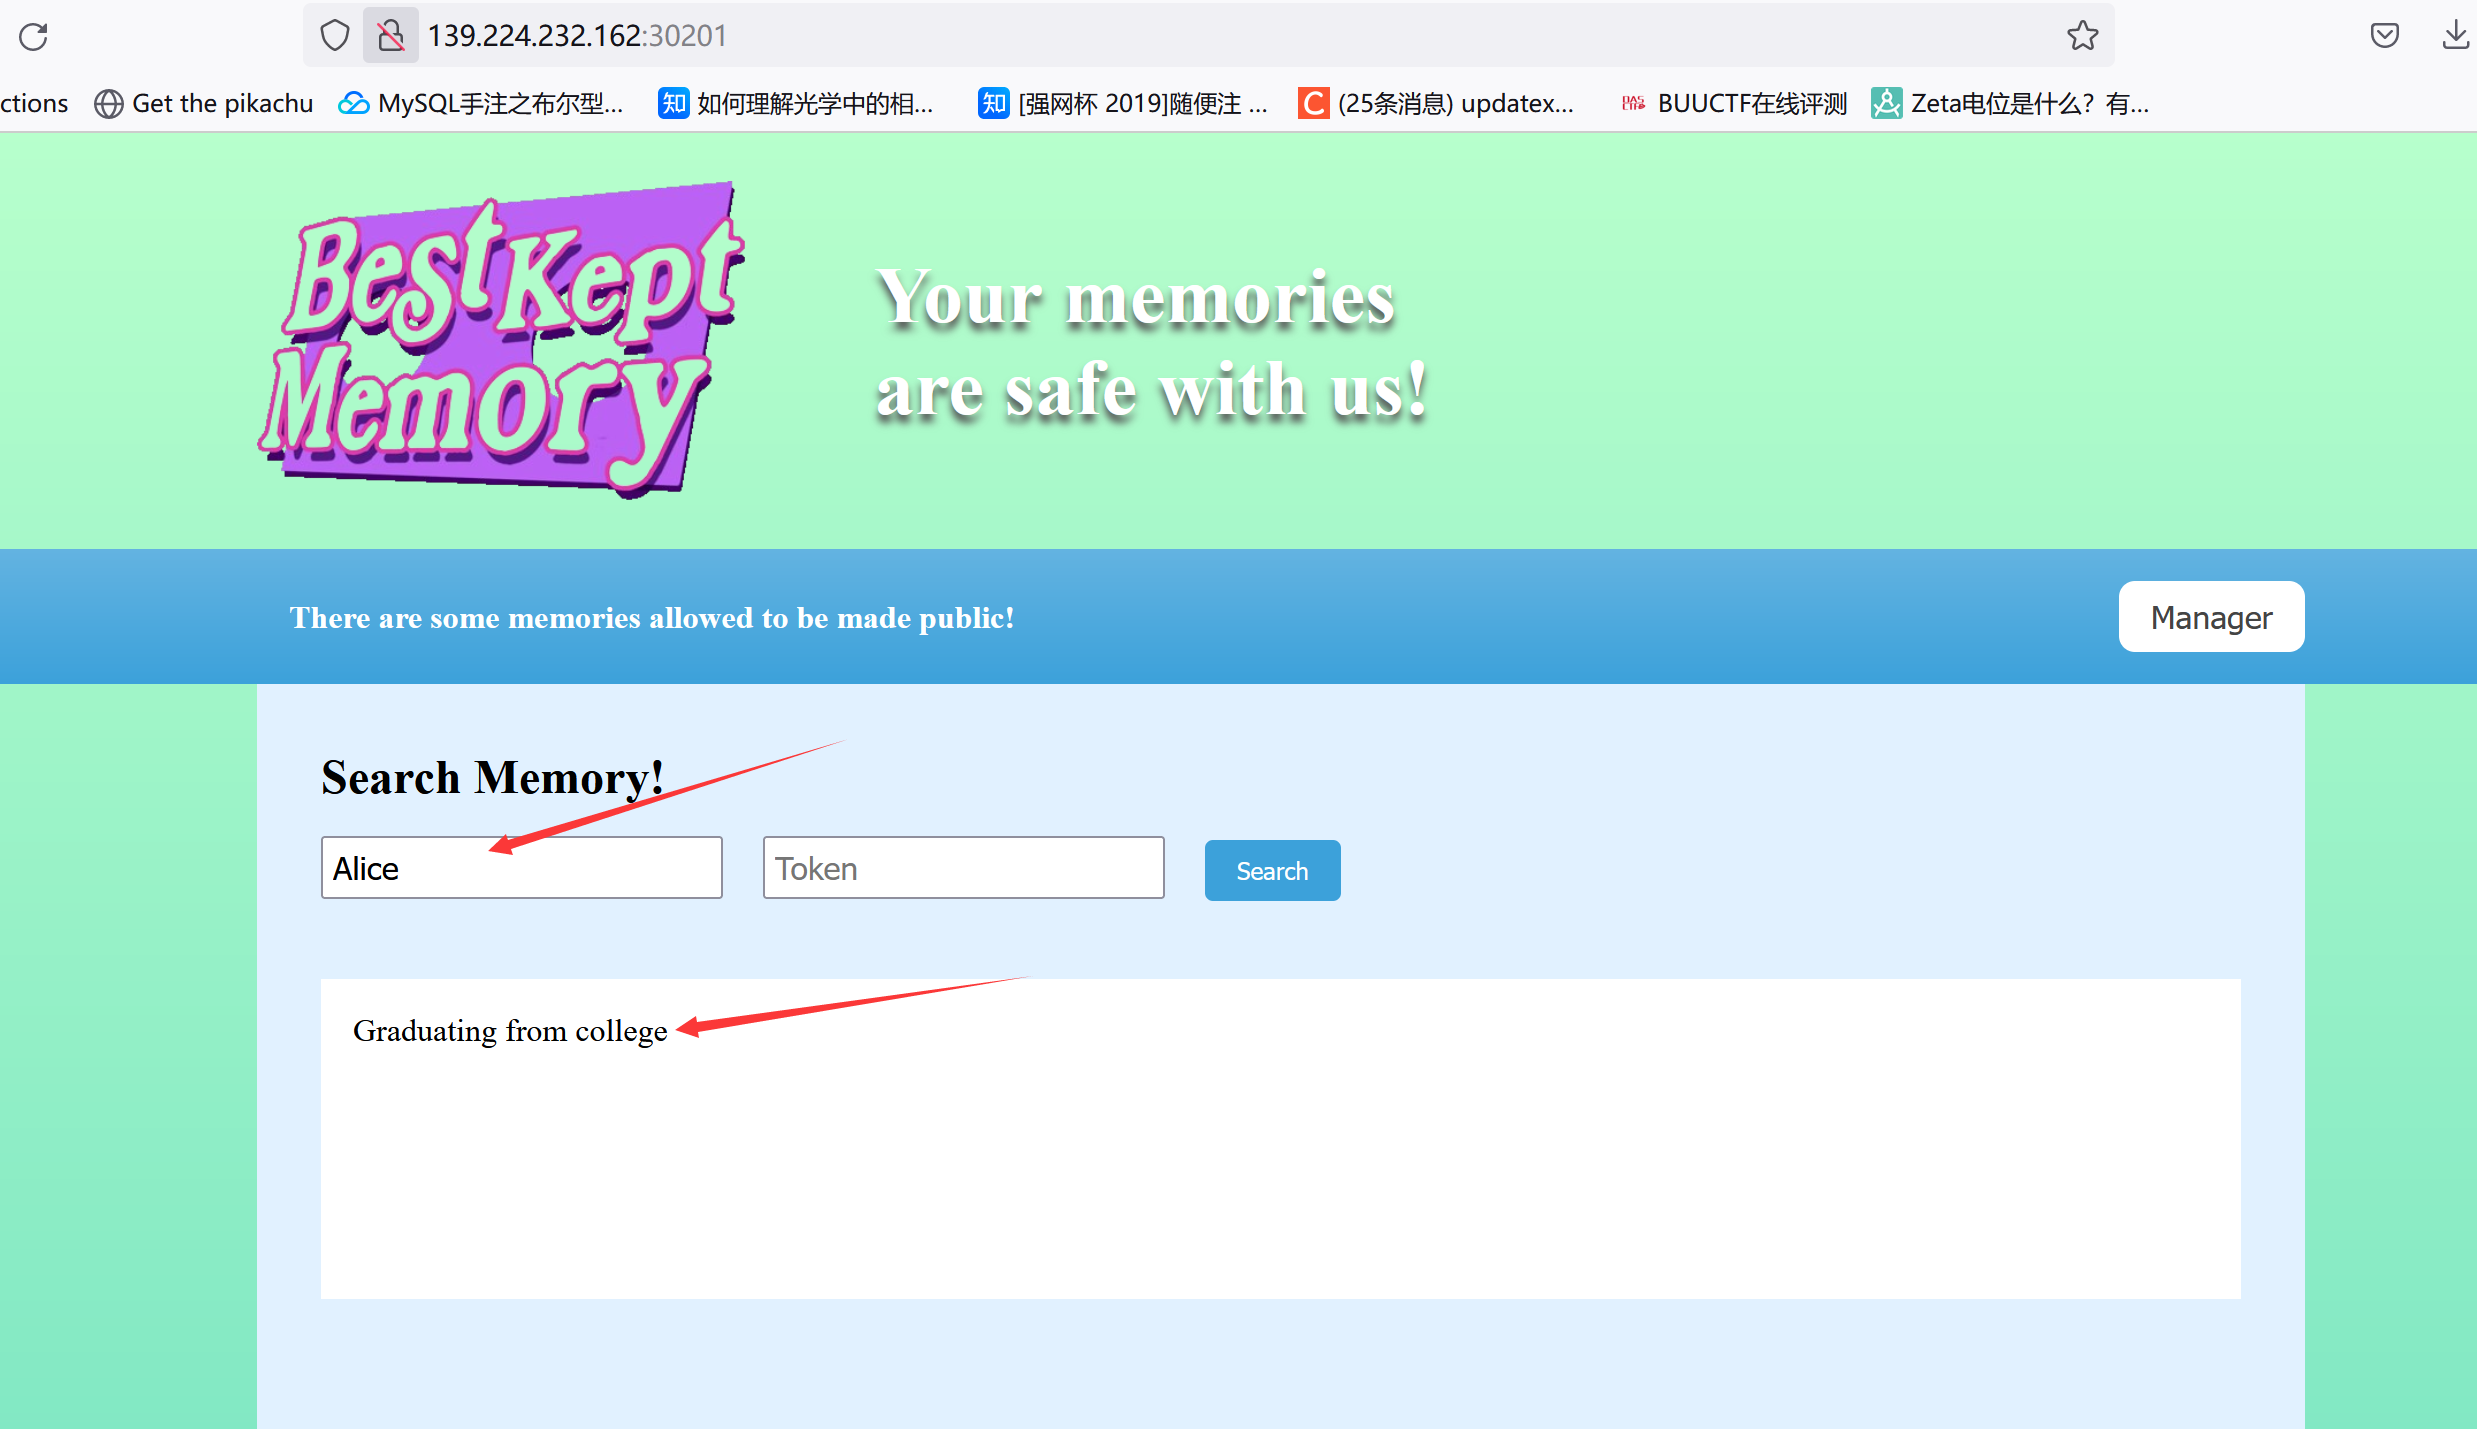 139.224.232.162:30201
ctions Get the pikachu MySQL手注之布尔型... 如何理解光学中的相... [强网杯 2019]随便注 ... (25条消息) updatex... BUUCTF在线评测 Zeta电位是什么？有...
Best Kept
Memory
Your memories
are safe with us!
There are some memories allowed to be made public!
Manager
Search Memory!
Alice
Token
Search
Graduating from college